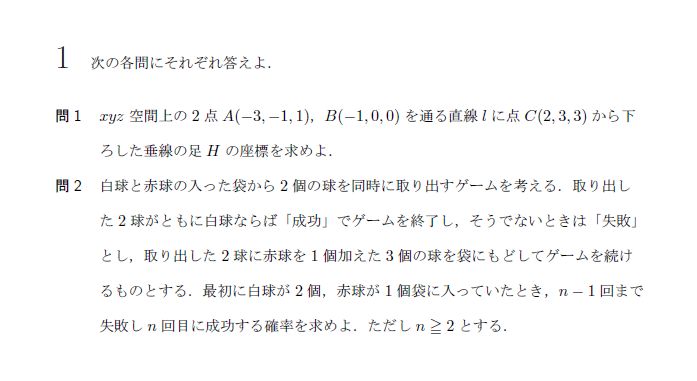 1 次の各問にそれぞれ答えよ．
問 1 xyz 空間上の 2 点 A(−3,−1,1)，B(−1,0,0) を通る直線 l に点 C(2,3,3) から下
ろした垂線の足 H の座標を求めよ．
問 2 白球と赤球の入った袋から 2 個の球を同時に取り出すゲームを考える．取り出し
た 2 球がともに白球ならば「成功」でゲームを終了し，そうでないときは「失敗」
とし，取り出した 2 球に赤球を 1 個加えた 3 個の球を袋にもどしてゲームを続け
るものとする．最初に白球が 2 個，赤球が 1 個袋に入っていたとき，n − 1 回まで
失敗し n 回目に成功する確率を求めよ．ただし n ≧ 2 とする．